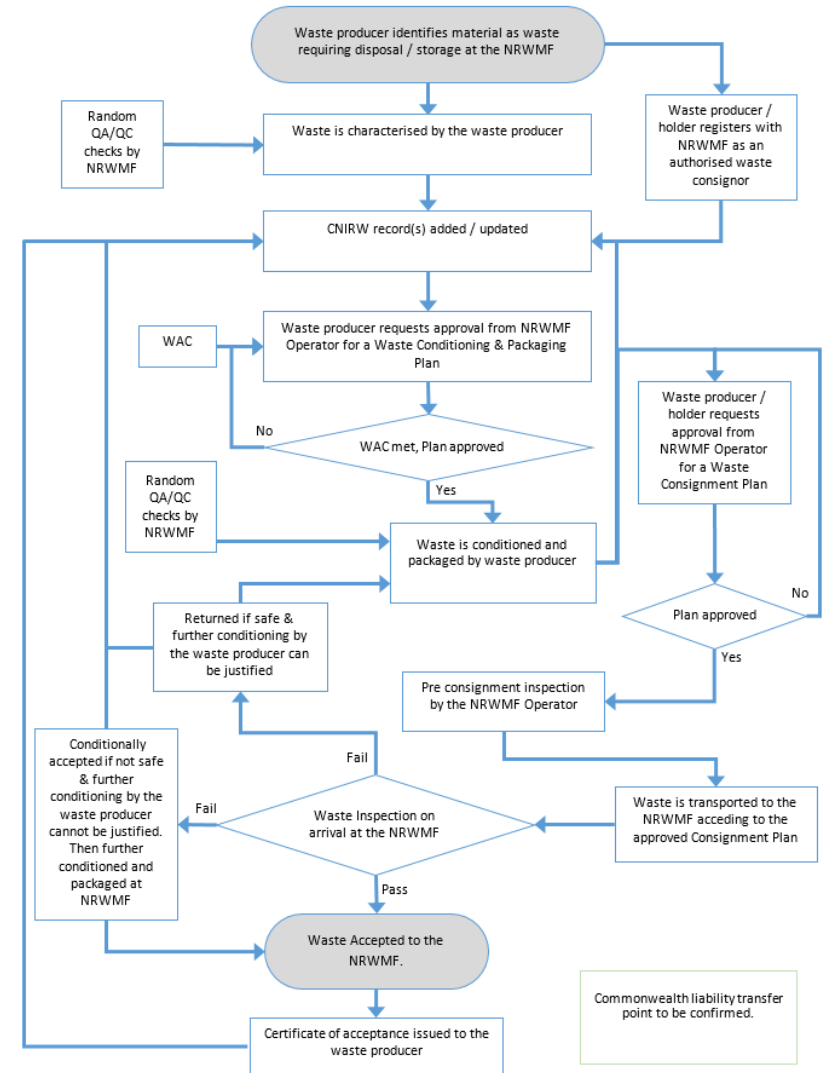 Waste producer identifies material as waste
requiring disposal / storage at the NRWMF
Random
QA/QC
checks by
NRWMF
Waste is characterised by the waste producer
Waste producer /
holder registers with
NRWMF as an
authorised waste
consignor
CNIRW record(s) added / updated
WAC
Waste producer requests approval from NRWMF
Operator for a Waste Conditioning & Packaging
Plan
Waste producer /
holder requests
approval from
NRWMF Operator
for a Waste
Consignment Plan
No
WAC met, Plan approved
Yes
Random
QA/QC
checks by
NRWMF
Waste is conditioned and
packaged by waste producer
No
Plan approved
Yes
Returned if safe &
further conditioning by
the waste producer can
be justified
Pre consignment inspection
by the NRWMF Operator
Conditionally
accepted if not safe
& further
conditioning by the
waste producer
cannot be justified.
Then further
conditioned and
packaged at
NRWMF
Fail
Fail
Waste Inspection on
arrival at the NRWMF
Waste is transported to the
NRWMF acceding to the
approved Consignment Plan
Pass
Waste Accepted to the
NRWMF.
Commonwealth liability transfer
point to be confirmed.
Certificate of acceptance issued to the
waste producer